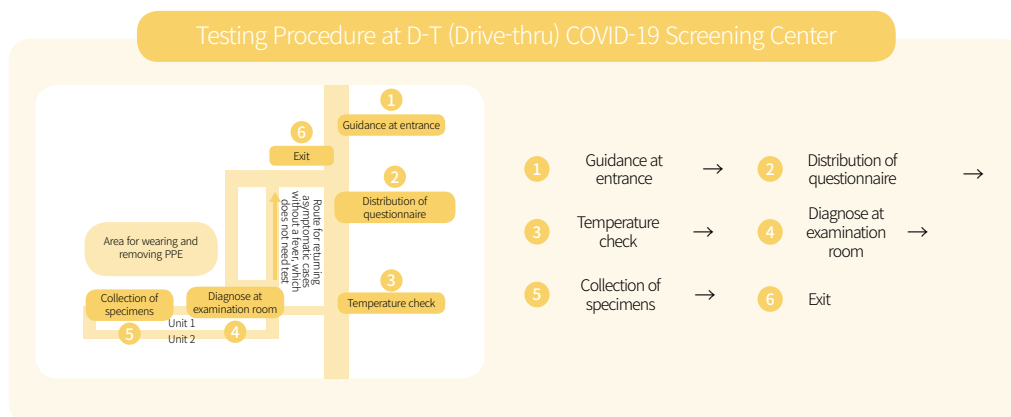 Testing Procedure at D-T (Drive-thru) COVID-19 Screening Center
1
Guidance at entrance
6
Exit
2
Distribution of
questionnaire
Route for returning
asymptomatic cases
without a fever, which
does not need test
Area for wearing and
removing PPE
3
Temperature check
Collection of
specimens
Diagnose at
examination room
Unit 1
5
4
Unit 2
1
Guidance at
entrance
→
2
Distribution of
questionnaire
→
3
Temperature
check
→
4
Diagnose at
examination
room
→
5
Collection of
specimens
→
6
Exit